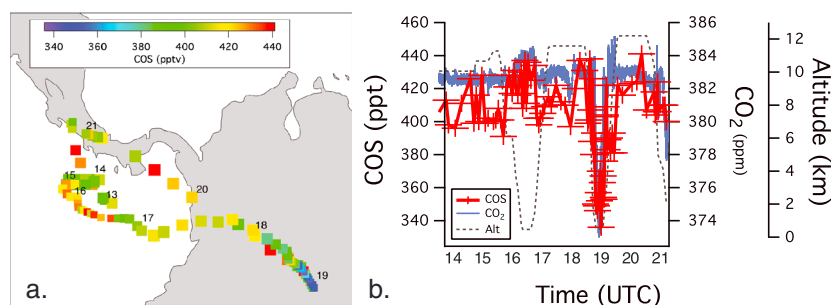 340 360 380 400 420 440
COS (pptv)
21
15
14
16
13
17
20
18
19
a.
b.
460
440
420
400
380
360
340
COS (ppt)
386
384
382
380
378
376
374
CO2 (ppm)
12
10
8
6
4
2
0
Altitude (km)
COS
CO2
Alt
14 15 16 17 18 19 20 21
Time (UTC)